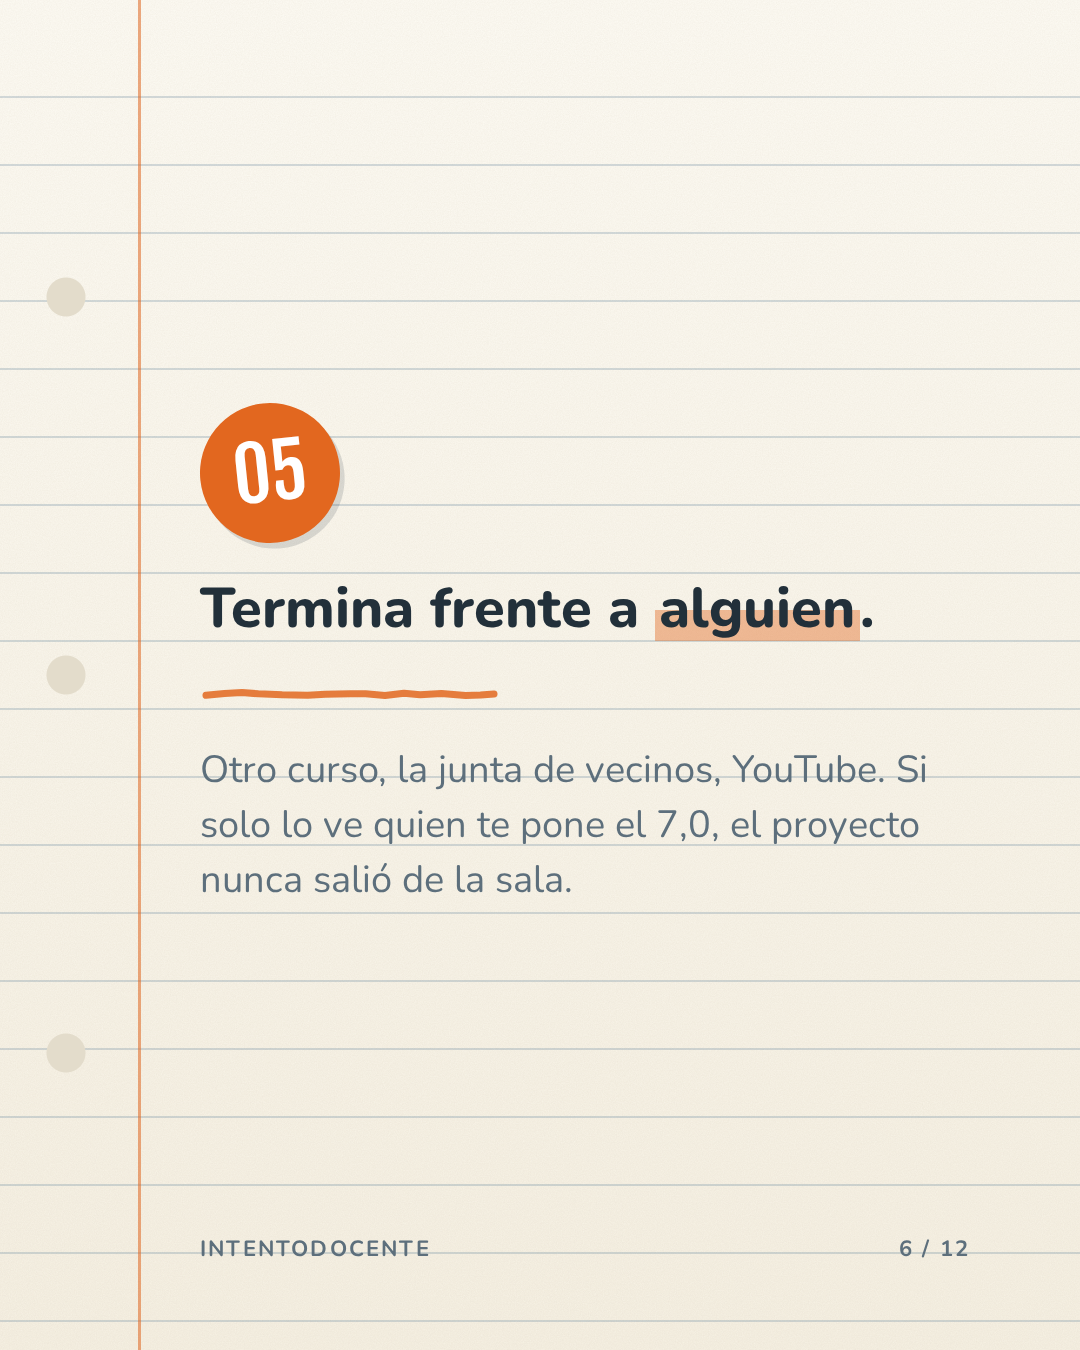 05
Termina frente a alguien.
Otro curso, la junta de vecinos, YouTube. Si
solo lo ve quien te pone el 7,0, el proyecto
nunca salió de la sala.
INTENTODOCENTE
6 / 12